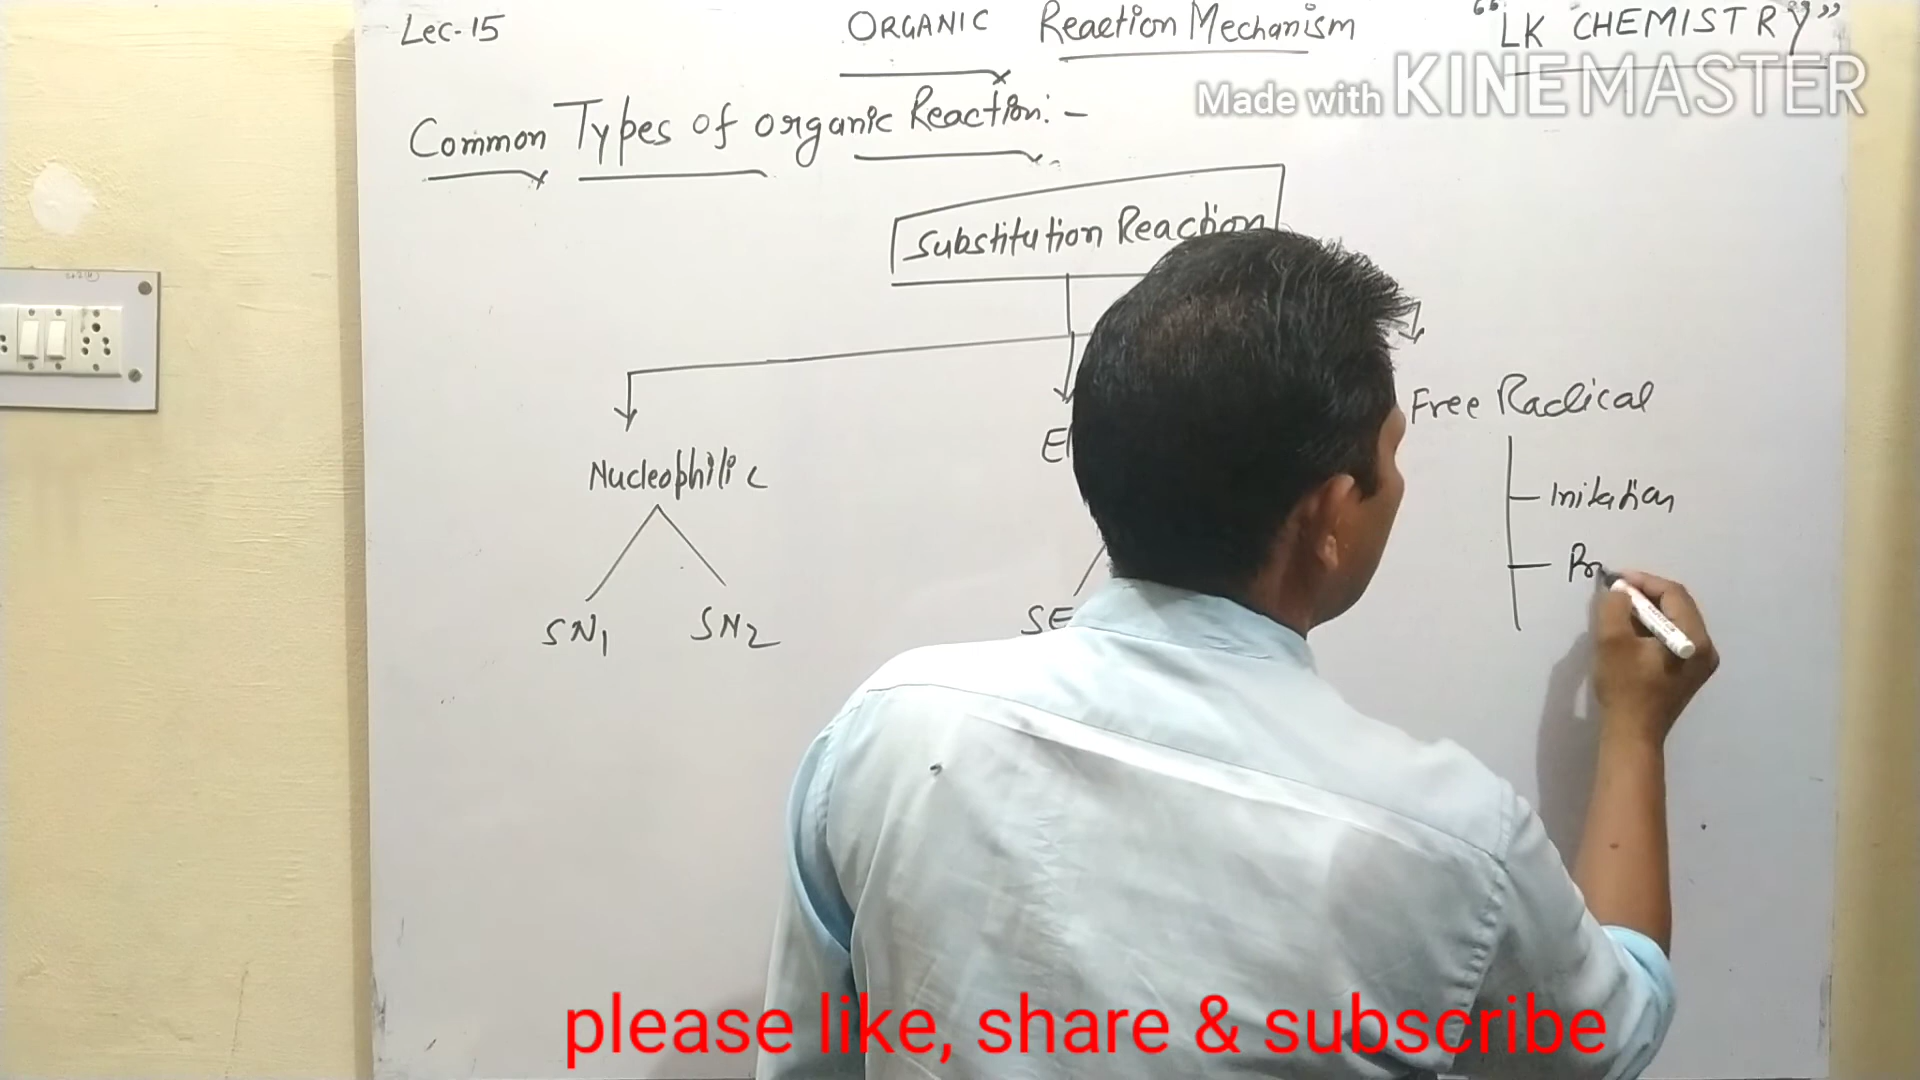 Lec-15
ORGANIC Reaction Mechanism
"LK CHEMISTRY"
Made with KINEMASTER
Common Types of organic Reaction:-
Substitution Reaction
Free Radical
Nucleophilic
Initation
SN1 SN2
please like, share & subscribe